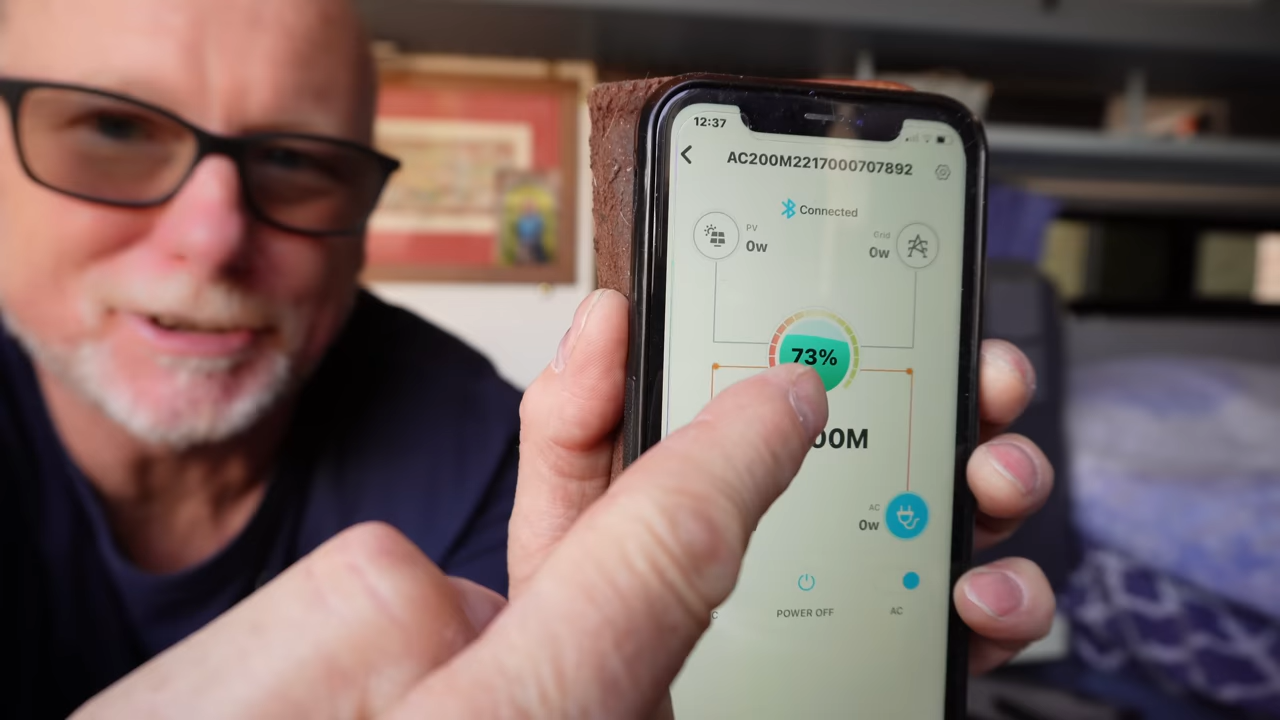 12:37
AC200M2217000707892
Connected
PV
0w
Grid
0w
73%
00M
AC
0w
C
POWER OFF
AC